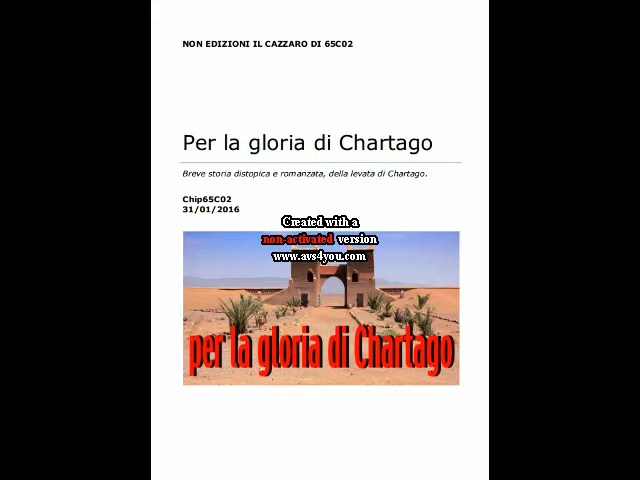 NON EDIZIONI IL CAZZARO DI 65C02
Per la gloria di Chartago
Breve storia distopica e romanzata, della levata di Chartago.
Chip65C02
31/01/2016
Created with a
non-activated version
www.avs4you.com
per la gloria di Chartago